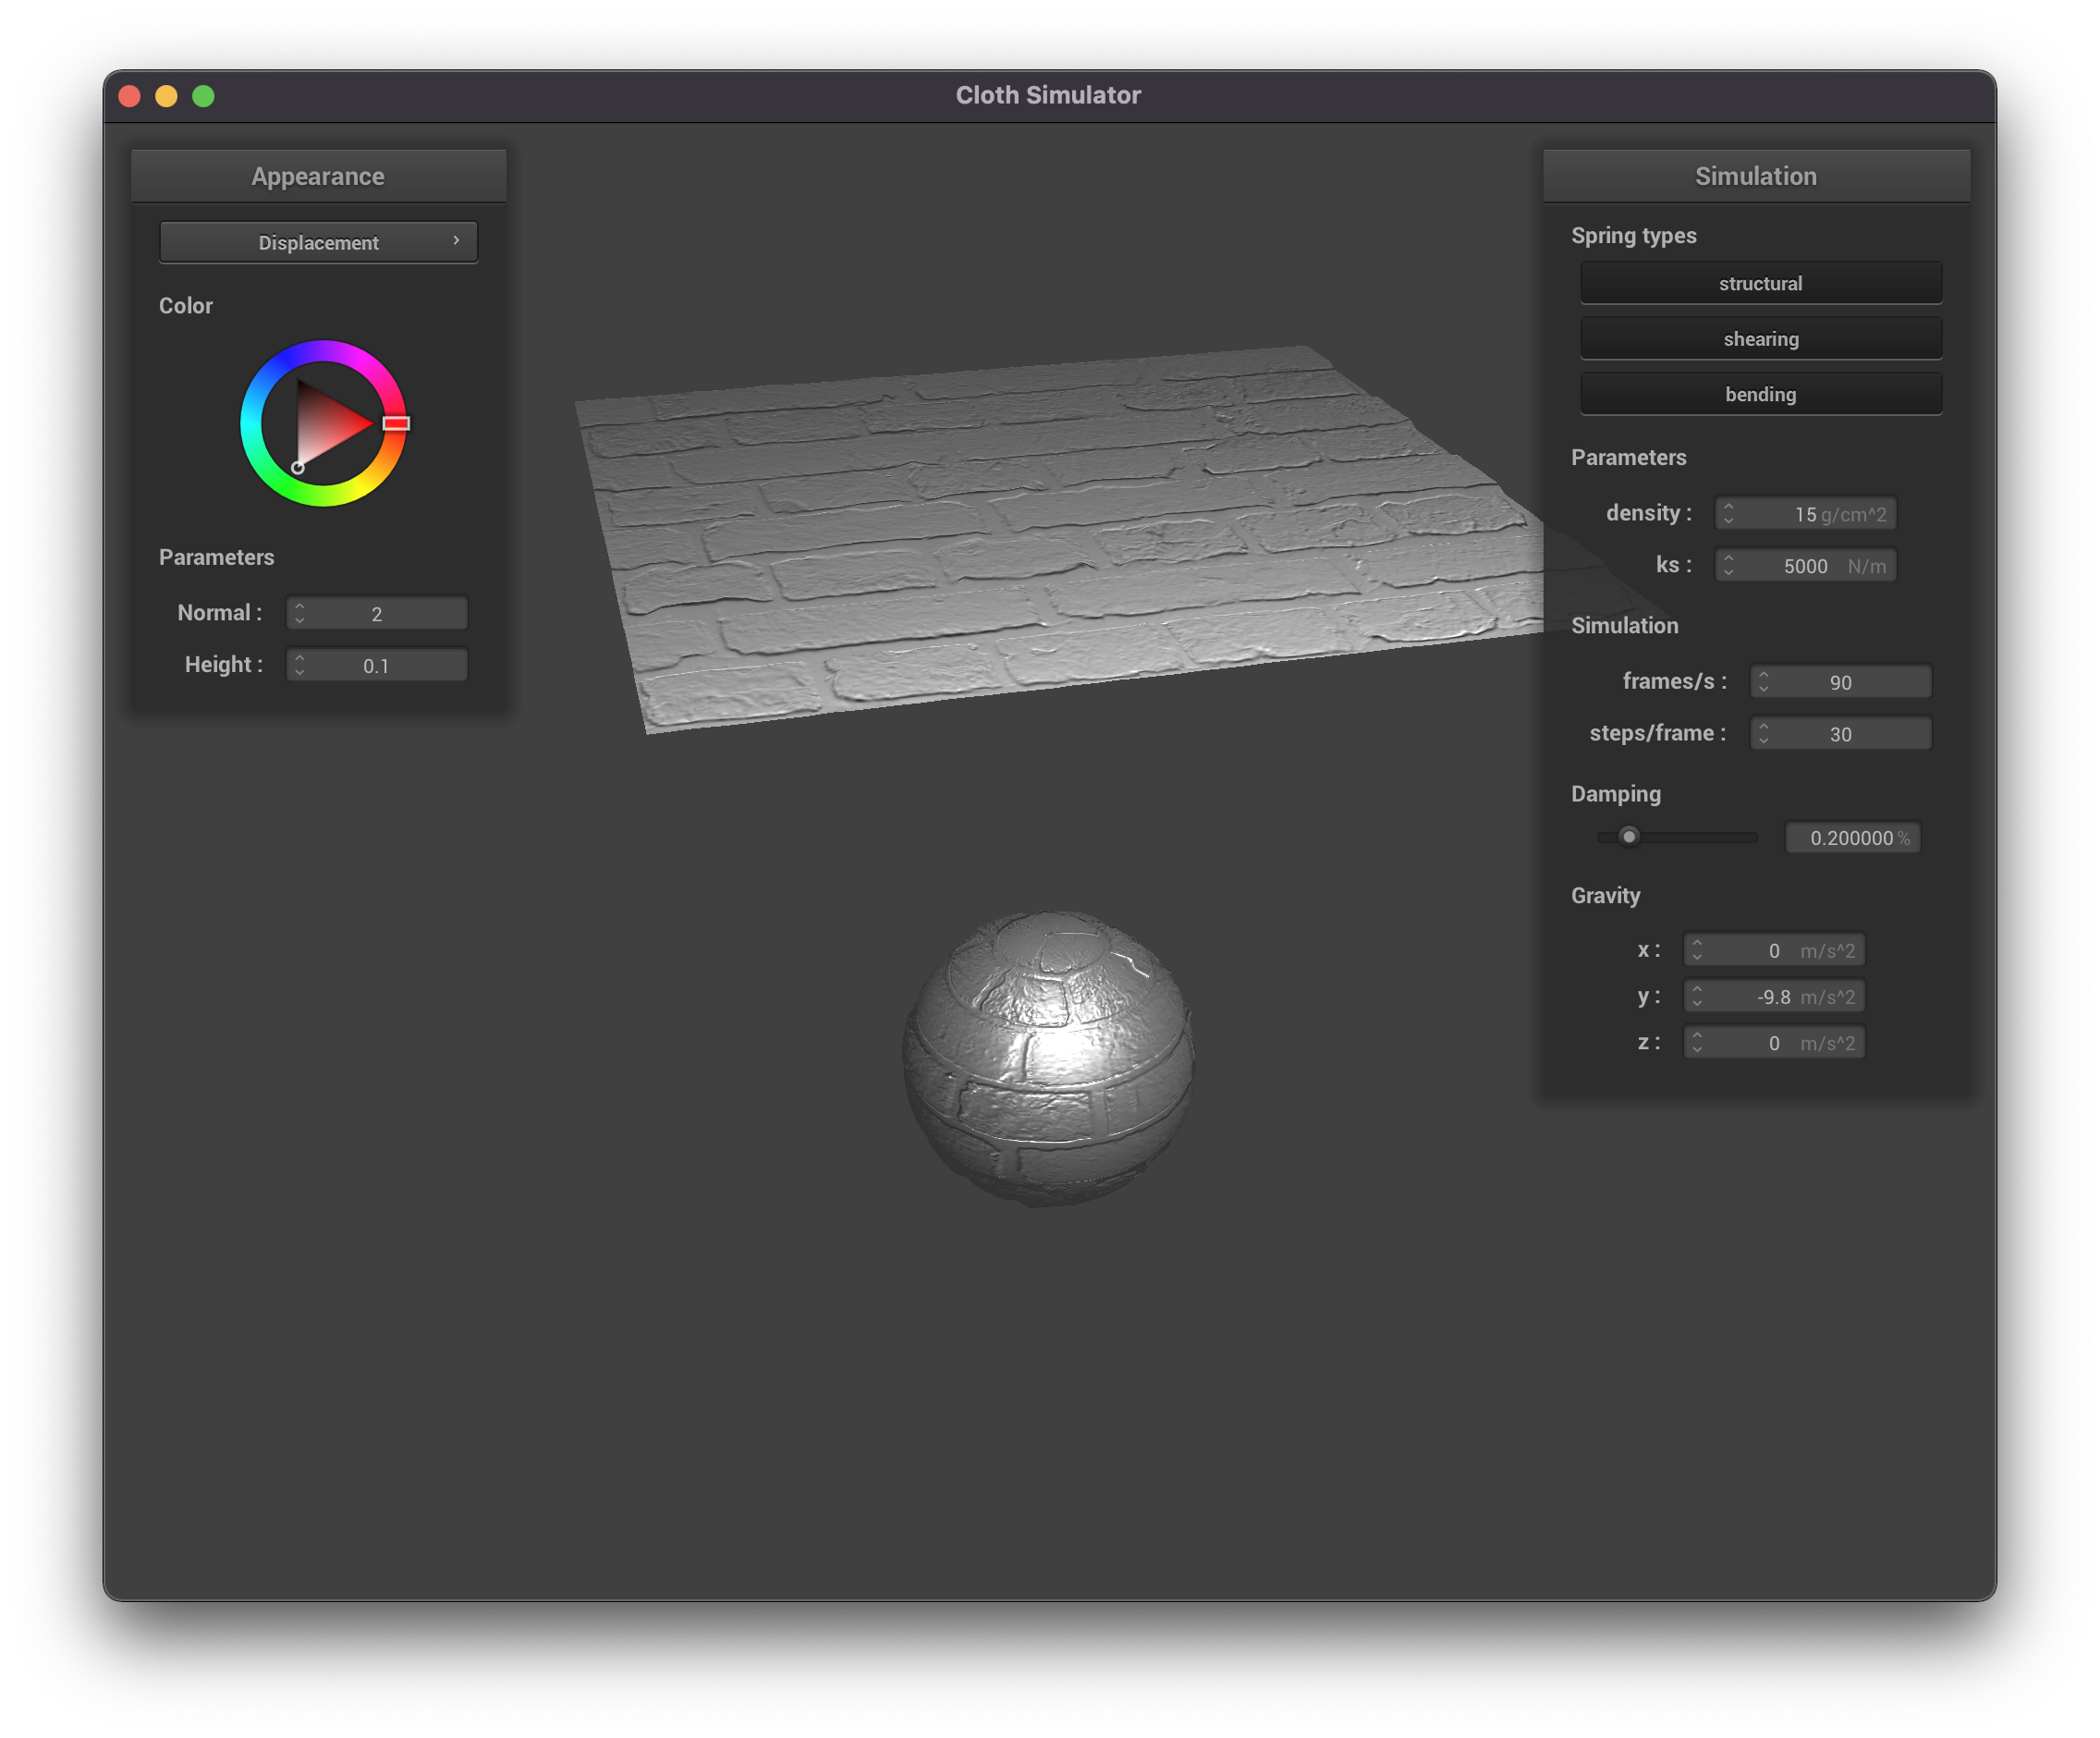 Cloth Simulator
Appearance
Displacement
Color
Parameters
Normal : 2
Height : 0.1
Simulation
Spring types
structural
shearing
bending
Parameters
density : 15 g/cm^2
ks : 5000 N/m
Simulation
frames/s : 90
steps/frame : 30
Damping
0.200000 %
Gravity
x : 0 m/s^2
y : -9.8 m/s^2
z : 0 m/s^2